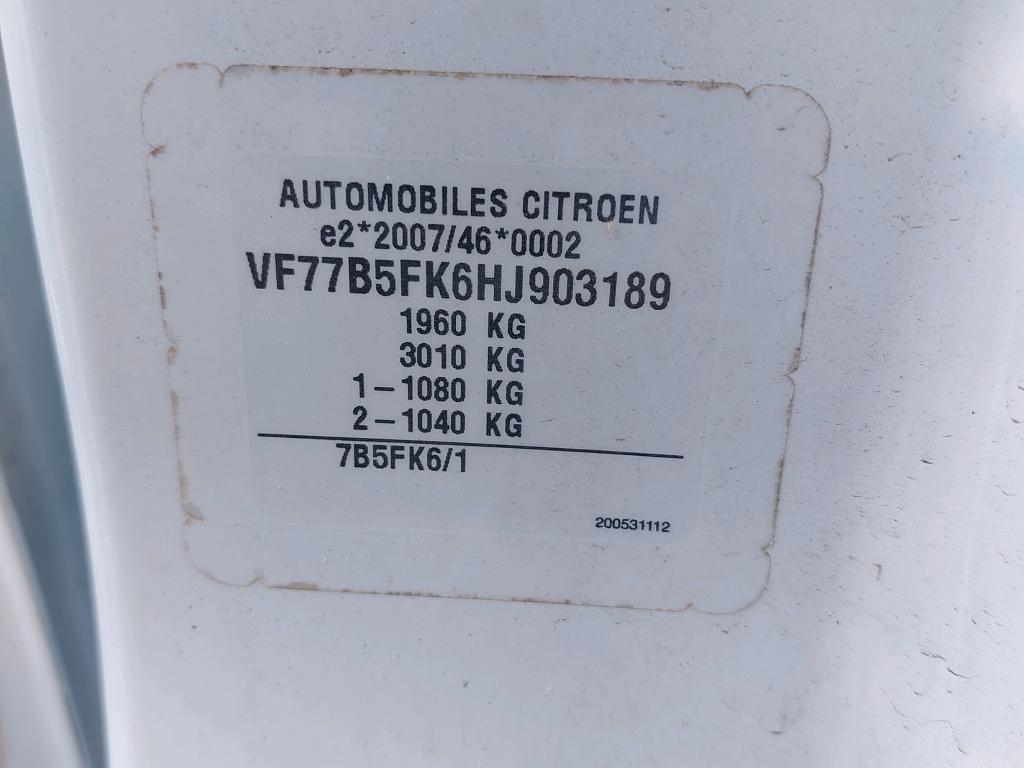 AUTOMOBILES CITROEN
e2*2007/46*0002
VF77B5FK6HJ903189
1960 KG
3010 KG
1-1080 KG
2-1040 KG
7B5FK6/1
200531112